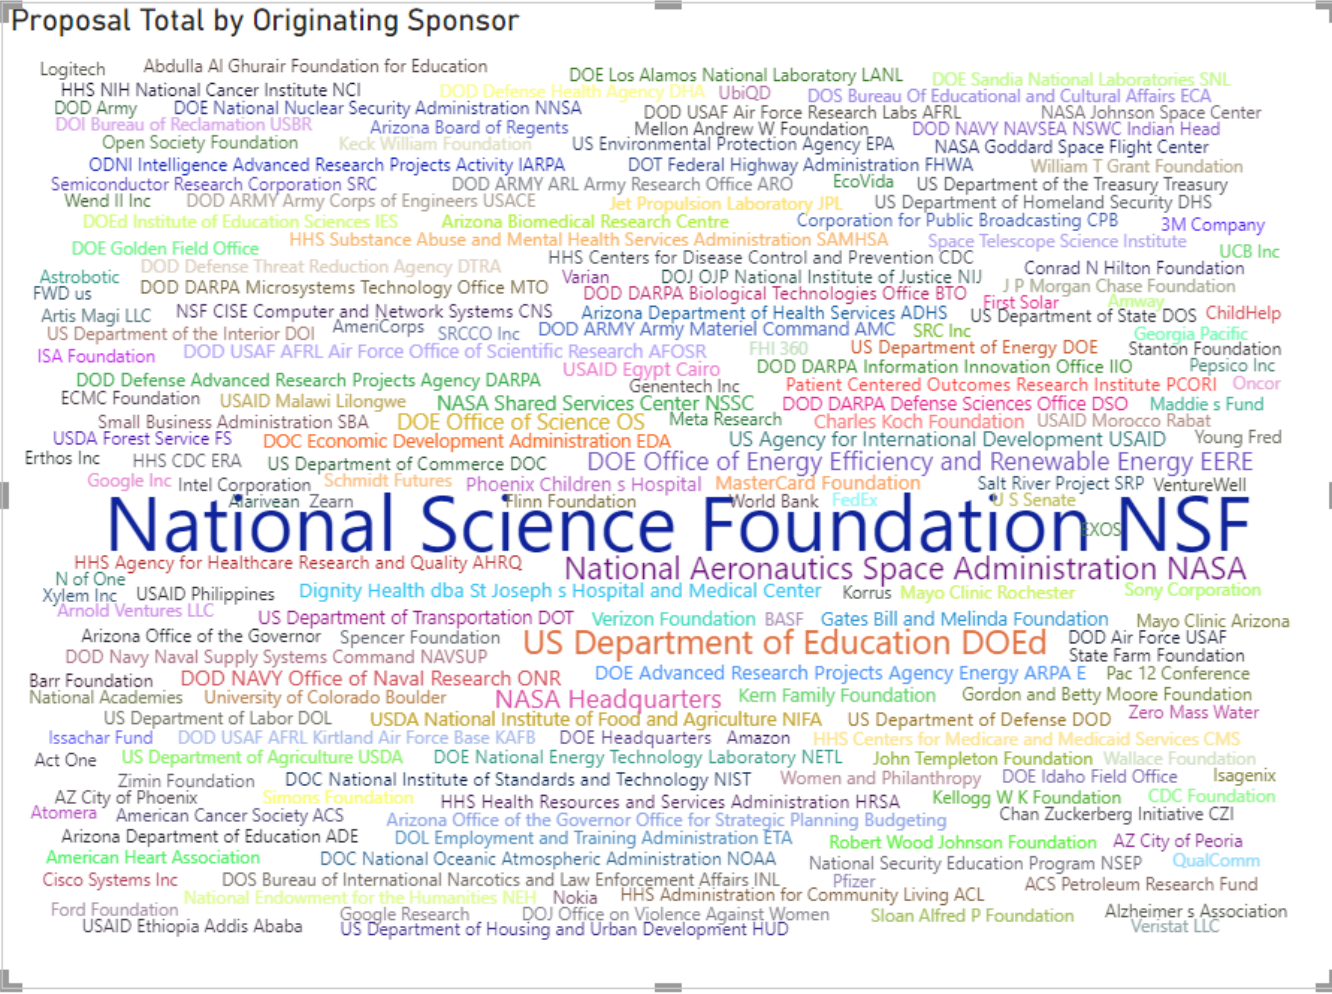 Proposal Total by Originating Sponsor
Logitech Abdulla Al Ghurair Foundation for Education
DOE Los Alamos National Laboratory LANL DOE Sandia National Laboratories SNL
HHS NIH National Cancer Institute NCI DOD Defense Health Agency DHA UbiQD DOS Bureau Of Educational and Cultural Affairs ECA
DOD Army DOE National Nuclear Security Administration NNSA DOD USAF Air Force Research Labs AFRL NASA Johnson Space Center
DOI Bureau of Reclamation USBR Arizona Board of Regents Mellon Andrew W Foundation DOD NAVY NAVSEA NSWC Indian Head
Open Society Foundation Keck William Foundation US Environmental Protection Agency EPA NASA Goddard Space Flight Center
ODNI Intelligence Advanced Research Projects Activity IARPA DOT Federal Highway Administration FHWA William T Grant Foundation
Semiconductor Research Corporation SRC DOD ARMY ARL Army Research Office ARO EcoVida US Department of the Treasury Treasury
Wend II Inc DOD ARMY Army Corps of Engineers USACE Jet Propulsion Laboratory JPL US Department of Homeland Security DHS
DOEd Institute of Education Sciences IES Arizona Biomedical Research Centre Corporation for Public Broadcasting CPB 3M Company
DOE Golden Field Office HHS Substance Abuse and Mental Health Services Administration SAMHSA Space Telescope Science Institute UCB Inc
DOD Defense Threat Reduction Agency DTRA HHS Centers for Disease Control and Prevention CDC Conrad N Hilton Foundation
Astrobotic DOD DARPA Microsystems Technology Office MTO Varian DOJ OJP National Institute of Justice NIJ J P Morgan Chase Foundation
FWD us DOD DARPA Biological Technologies Office BTO First Solar Amway
Artis Magi LLC NSF CISE Computer and Network Systems CNS Arizona Department of Health Services ADHS US Department of State DOS ChildHelp
US Department of the Interior DOI AmeriCorps SRCCO Inc DOD ARMY Army Materiel Command AMC SRC Inc Georgia Pacific
ISA Foundation DOD USAF AFRL Air Force Office of Scientific Research AFOSR FHI 360 US Department of Energy DOE Stanton Foundation
USAID Egypt Cairo DOD DARPA Information Innovation Office IIO Pepsico Inc
DOD Defense Advanced Research Projects Agency DARPA Genentech Inc Patient Centered Outcomes Research Institute PCORI Oncor
ECMC Foundation USAID Malawi Lilongwe NASA Shared Services Center NSSC DOD DARPA Defense Sciences Office DSO Maddie s Fund
Small Business Administration SBA DOE Office of Science OS Meta Research Charles Koch Foundation USAID Morocco Rabat
USDA Forest Service FS DOC Economic Development Administration EDA US Agency for International Development USAID Young Fred
Erthos Inc HHS CDC ERA US Department of Commerce DOC DOE Office of Energy Efficiency and Renewable Energy EERE
Google Inc Intel Corporation Schmidt Futures Phoenix Children s Hospital MasterCard Foundation Salt River Project SRP VentureWell
Alarivean Zearn Flinn Foundation World Bank FedEx U S Senate
National Science Foundation NSF
EXOS
HHS Agency for Healthcare Research and Quality AHRQ National Aeronautics Space Administration NASA
N of One
Xylem Inc USAID Philippines Dignity Health dba St Joseph s Hospital and Medical Center Korrus Mayo Clinic Rochester Sony Corporation
Arnold Ventures LLC US Department of Transportation DOT Verizon Foundation BASF Gates Bill and Melinda Foundation Mayo Clinic Arizona
Arizona Office of the Governor Spencer Foundation US Department of Education DOEd DOD Air Force USAF
DOD Navy Naval Supply Systems Command NAVSUP State Farm Foundation
Barr Foundation DOD NAVY Office of Naval Research ONR DOE Advanced Research Projects Agency Energy ARPA E Pac 12 Conference
National Academies University of Colorado Boulder NASA Headquarters Kern Family Foundation Gordon and Betty Moore Foundation
US Department of Labor DOL USDA National Institute of Food and Agriculture NIFA US Department of Defense DOD Zero Mass Water
Issachar Fund DOD USAF AFRL Kirtland Air Force Base KAFB DOE Headquarters Amazon HHS Centers for Medicare and Medicaid Services CMS
Act One US Department of Agriculture USDA DOE National Energy Technology Laboratory NETL John Templeton Foundation Wallace Foundation
Zimin Foundation DOC National Institute of Standards and Technology NIST Women and Philanthropy DOE Idaho Field Office Isagenix
AZ City of Phoenix Simons Foundation HHS Health Resources and Services Administration HRSA Kellogg W K Foundation CDC Foundation
Atomera American Cancer Society ACS Arizona Office of the Governor Office for Strategic Planning Budgeting Chan Zuckerberg Initiative CZI
Arizona Department of Education ADE DOL Employment and Training Administration ETA Robert Wood Johnson Foundation AZ City of Peoria
American Heart Association DOC National Oceanic Atmospheric Administration NOAA National Security Education Program NSEP QualComm
Cisco Systems Inc DOS Bureau of International Narcotics and Law Enforcement Affairs INL Pfizer ACS Petroleum Research Fund
National Endowment for the Humanities NEH Nokia HHS Administration for Community Living ACL
Ford Foundation Google Research DOJ Office on Violence Against Women Sloan Alfred P Foundation Alzheimer s Association
USAID Ethiopia Addis Ababa US Department of Housing and Urban Development HUD Veristat LLC